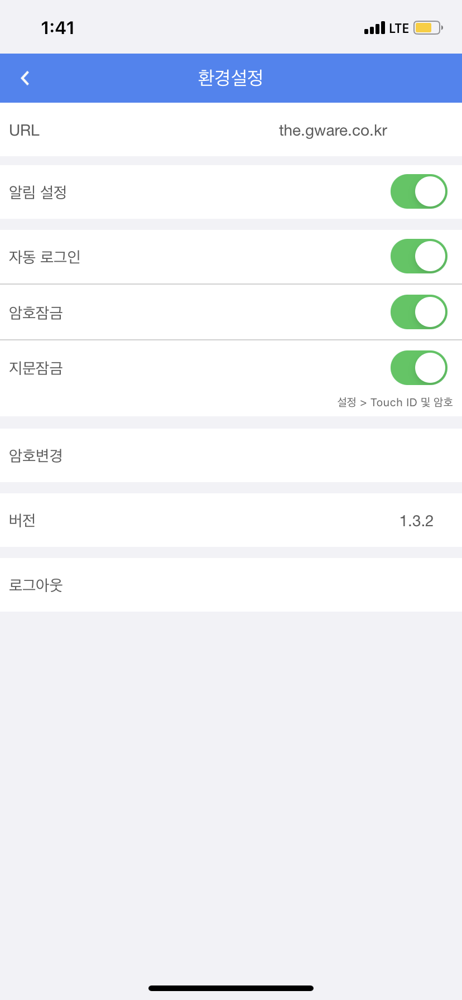 1:41
LTE
환경설정
URL
the.gware.co.kr
알림 설정
자동 로그인
암호잠금
지문잠금
설정 > Touch ID 및 암호
암호변경
버전
1.3.2
로그아웃